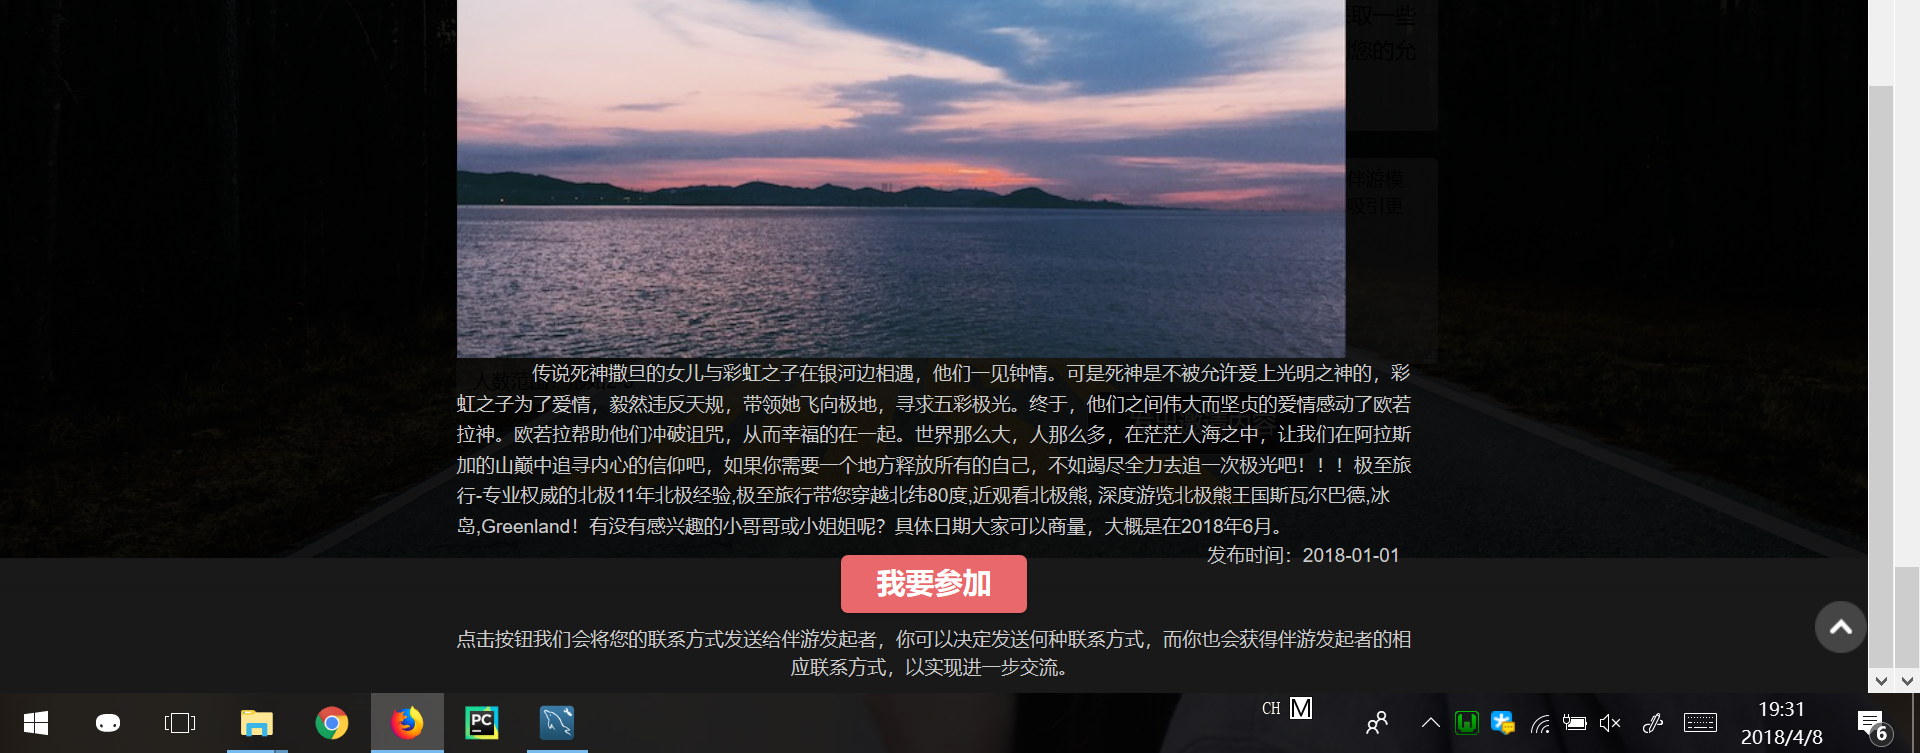 取一些
您的允
伴游模
吸引更
传说死神撒旦的女儿与彩虹之子在银河边相遇，他们一见钟情。可是死神是不被允许爱上光明之神的，彩
虹之子为了爱情，毅然违反天规，带领她飞向极地，寻求五彩极光。终于，他们之间伟大而坚贞的爱情感动了欧若
拉神。欧若拉帮助他们冲破诅咒，从而幸福的在一起。世界那么大，人那么多，在茫茫人海之中，让我们在阿拉斯
加的山巅中追寻内心的信仰吧，如果你需要一个地方释放所有的自己，不如竭尽全力去追一次极光吧！！！极至旅
行-专业权威的北极11年北极经验,极至旅行带您穿越北纬80度,近观看北极熊, 深度游览北极熊王国斯瓦尔巴德,冰
岛,Greenland！有没有感兴趣的小哥哥或小姐姐呢？具体日期大家可以商量，大概是在2018年6月。
发布时间：2018-01-01
我要参加
点击按钮我们会将您的联系方式发送给伴游发起者，你可以决定发送何种联系方式，而你也会获得伴游发起者的相
应联系方式，以实现进一步交流。
PC
CH M
19:31
2018/4/8
6